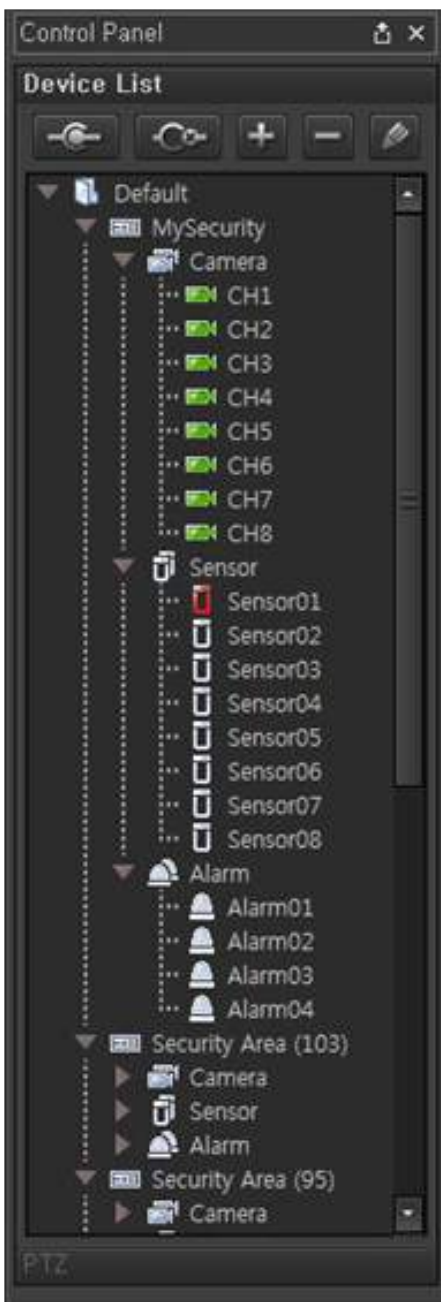 Control Panel
Device List
Default
MySecurity
Camera
CH1
CH2
CH3
CH4
CH5
CH6
CH7
CH8
Sensor
Sensor01
Sensor02
Sensor03
Sensor04
Sensor05
Sensor06
Sensor07
Sensor08
Alarm
Alarm01
Alarm02
Alarm03
Alarm04
Security Area (103)
Camera
Sensor
Alarm
Security Area (95)
Camera
PTZ